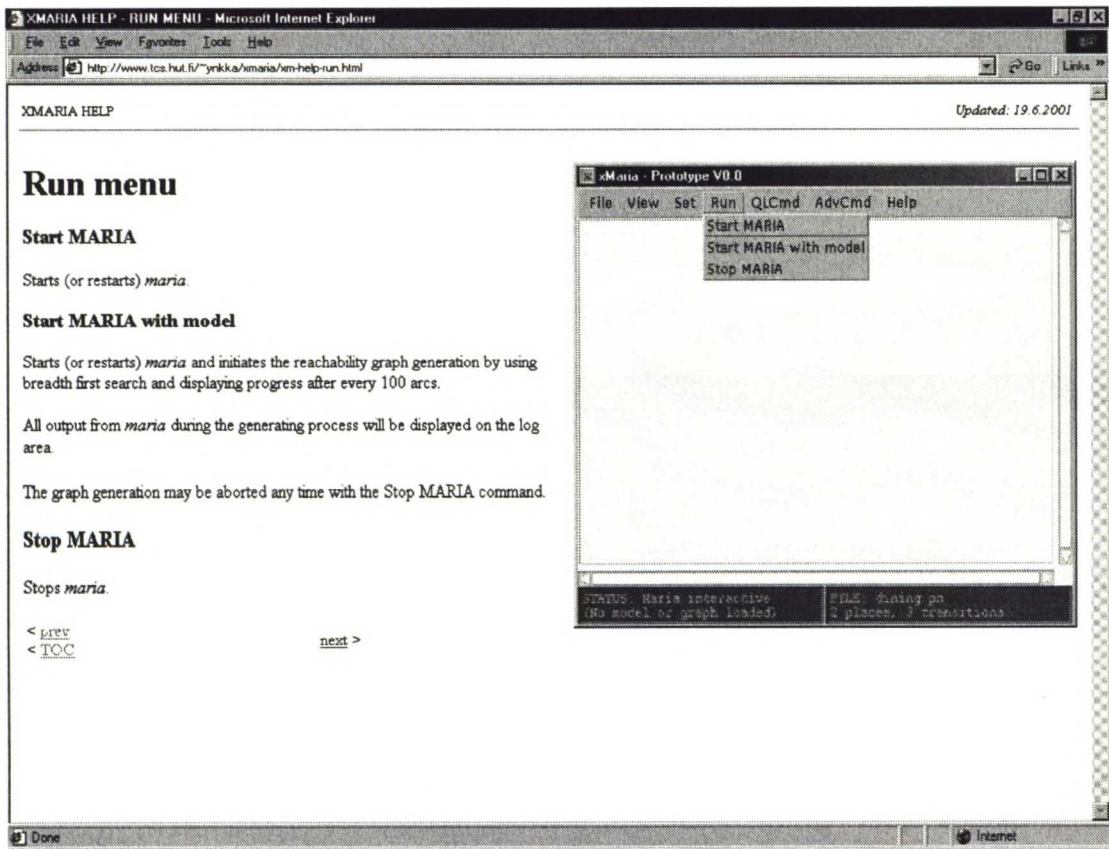 XMARIA HELP - RUN MENU - Microsoft Internet Explorer
File Edit View Favorites Tools Help
Address http://www.tcs.hut.fi/~ynkka/xmaria/xm-help-run.html Go Links »
XMARIA HELP Updated: 19.6.2001
Run menu
Start MARIA
Starts (or restarts) maria.
Start MARIA with model
Starts (or restarts) maria and initiates the reachability graph generation by using
breadth first search and displaying progress after every 100 arcs.
All output from maria during the generating process will be displayed on the log
area.
The graph generation may be aborted any time with the Stop MARIA command.
Stop MARIA
Stops maria.
< prev next >
< TOC
xMaria - Prototype V0.0
File View Set Run QLCmd AdvCmd Help
Start MARIA
Start MARIA with model
Stop MARIA
STATUS: Maria interactive
(No model or graph loaded)
FILE: dining.pn
2 places, 3 transitions
Done Internet